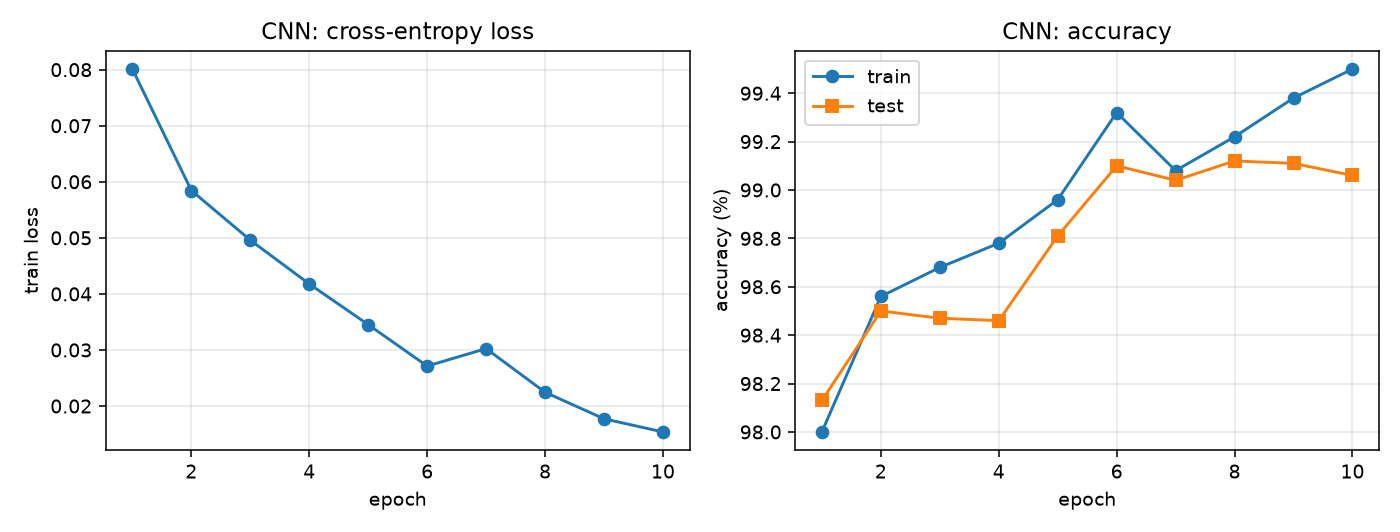 CNN: cross-entropy loss
0.08
0.07
0.06
0.05
0.04
0.03
0.02
train loss
2 4 6 8 10
epoch
CNN: accuracy
train
test
99.4
99.2
99.0
98.8
98.6
98.4
98.2
98.0
accuracy (%)
2 4 6 8 10
epoch